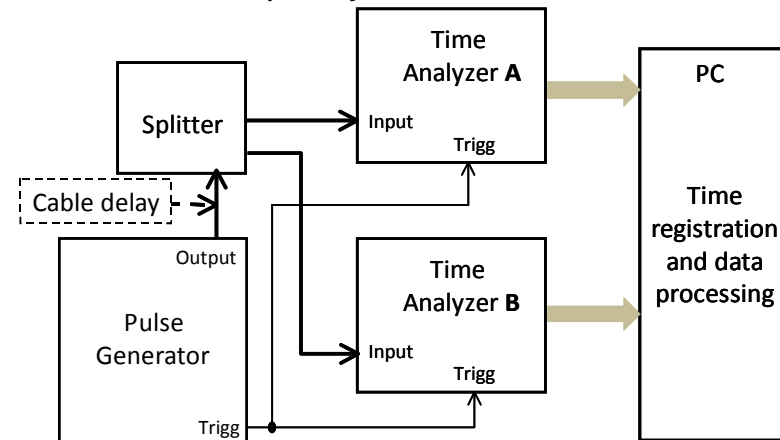 Time
Analyzer A
Input
Trigg
Splitter
Cable delay
Output
Pulse
Generator
Trigg
Time
Analyzer B
Input
Trigg
PC
Time
registration
and data
processing